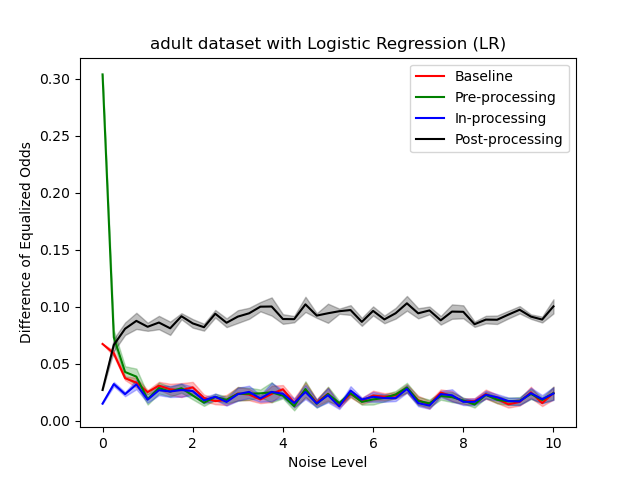 adult dataset with Logistic Regression (LR)
Baseline
Pre-processing
In-processing
Post-processing
Difference of Equalized Odds
0.30
0.25
0.20
0.15
0.10
0.05
0.00
0 2 4 6 8 10
Noise Level